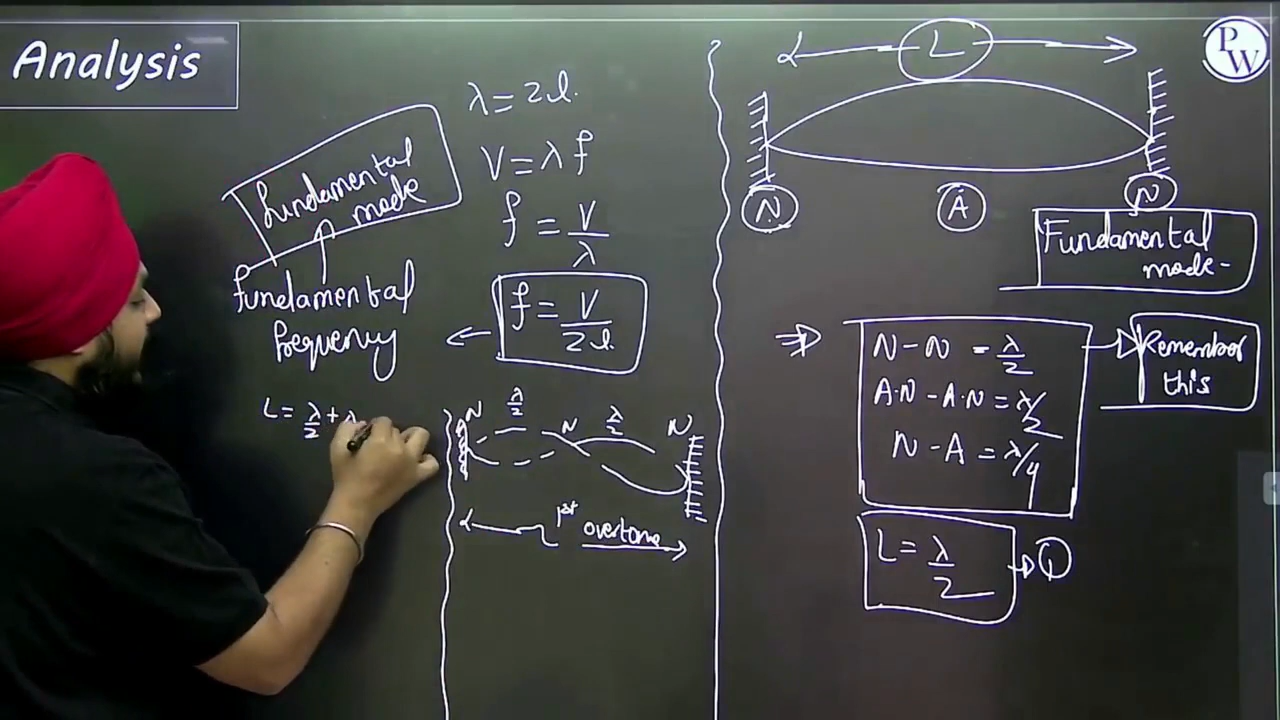 Analysis
PW
λ = 2l
V = λf
f = V/λ
f = V/2l
Fundamental
mode
Fundamental
frequency
L = λ/2 + λ
N
λ/2
N
λ/2
N
1st overtone
L
N
A
N
Fundamental
mode-
N - N = λ/2
A.N - A.N = λ/2
N - A = λ/4
Remember
this
L = λ/2